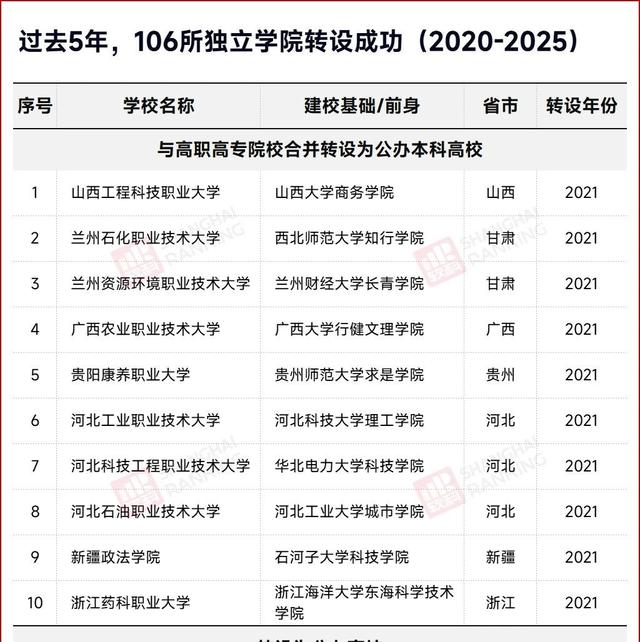 过去5年，106所独立学院转设成功（2020-2025）
序号 学校名称 建校基础/前身 省市 转设年份
与高职高专院校合并转设为公办本科高校
1 山西工程科技职业大学 山西大学商务学院 山西 2021
2 兰州石化职业技术大学 西北师范大学知行学院 甘肃 2021
3 兰州资源环境职业技术大学 兰州财经大学长青学院 甘肃 2021
4 广西农业职业技术大学 广西大学行健文理学院 广西 2021
5 贵阳康养职业大学 贵州师范大学求是学院 贵州 2021
6 河北工业职业技术大学 河北科技大学理工学院 河北 2021
7 河北科技工程职业技术大学 华北电力大学科技学院 河北 2021
8 河北石油职业技术大学 河北工业大学城市学院 河北 2021
9 新疆政法学院 石河子大学科技学院 新疆 2021
10 浙江药科职业大学 浙江海洋大学东海科学技术 浙江 2021
学院
SHANGHAI
RANKING
SHANGHAI
RANKING
SHANGHAI
RANKING
SHANGHAI
RANKING